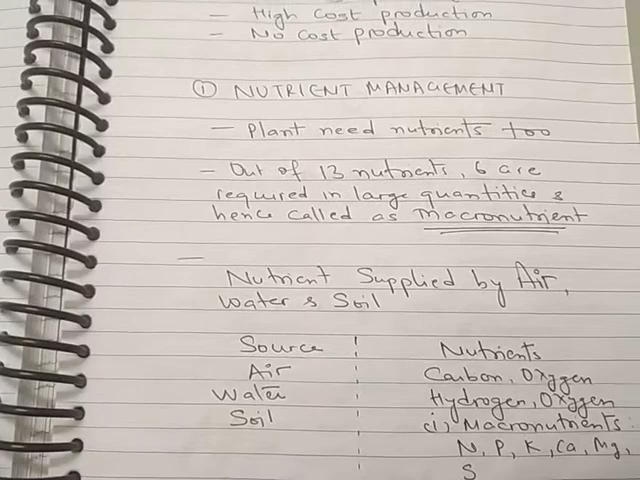 - High cost production
- No cost production
① NUTRIENT MANAGEMENT
- Plant need nutrients too
- Out of 13 nutrients, 6 are
required in large quantities &
hence called as macronutrient
-
Nutrient Supplied by Air,
Water & Soil
Source Nutrients
Air Carbon, Oxygen
Water Hydrogen, Oxygen
Soil (i) Macronutrients:
N, P, K, Ca, Mg,
S